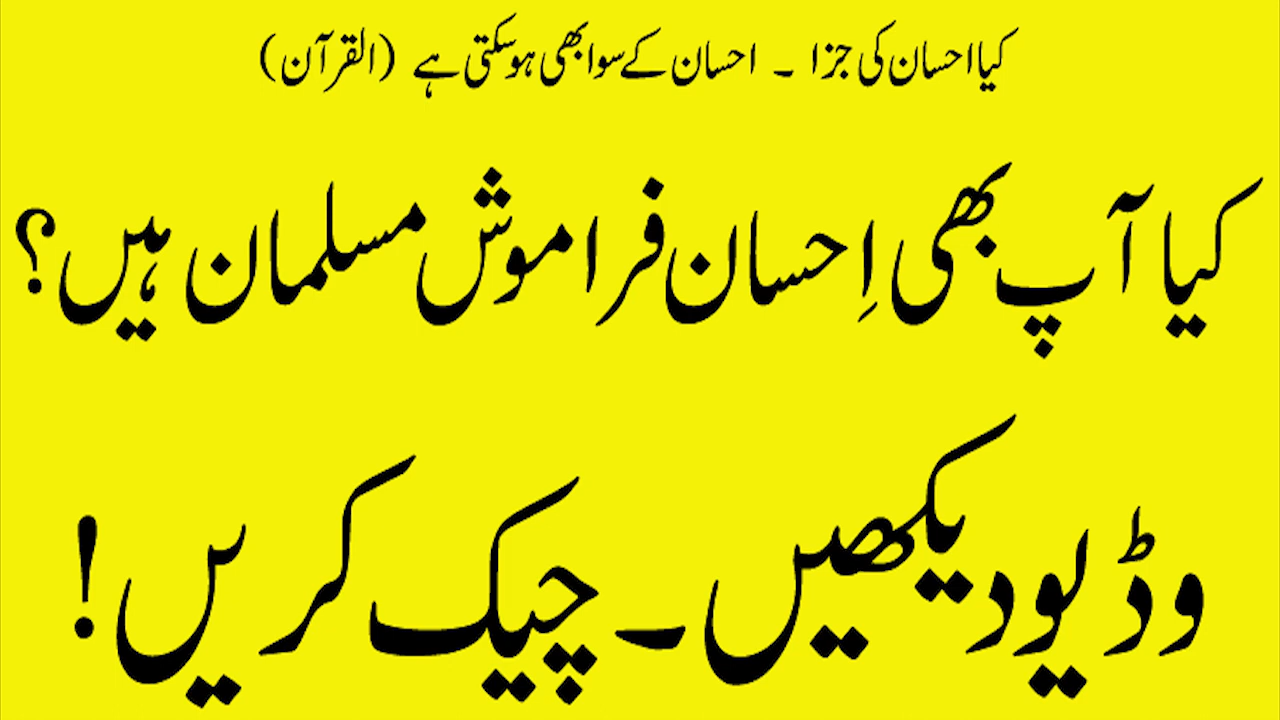 کیا احسان کی جزا ۔ احسان کے سوا بھی ہو سکتی ہے (القرآن)
کیا آپ بھی اِحسان فراموش مسلمان ہیں؟
وڈیو دیکھیں۔ چیک کریں!